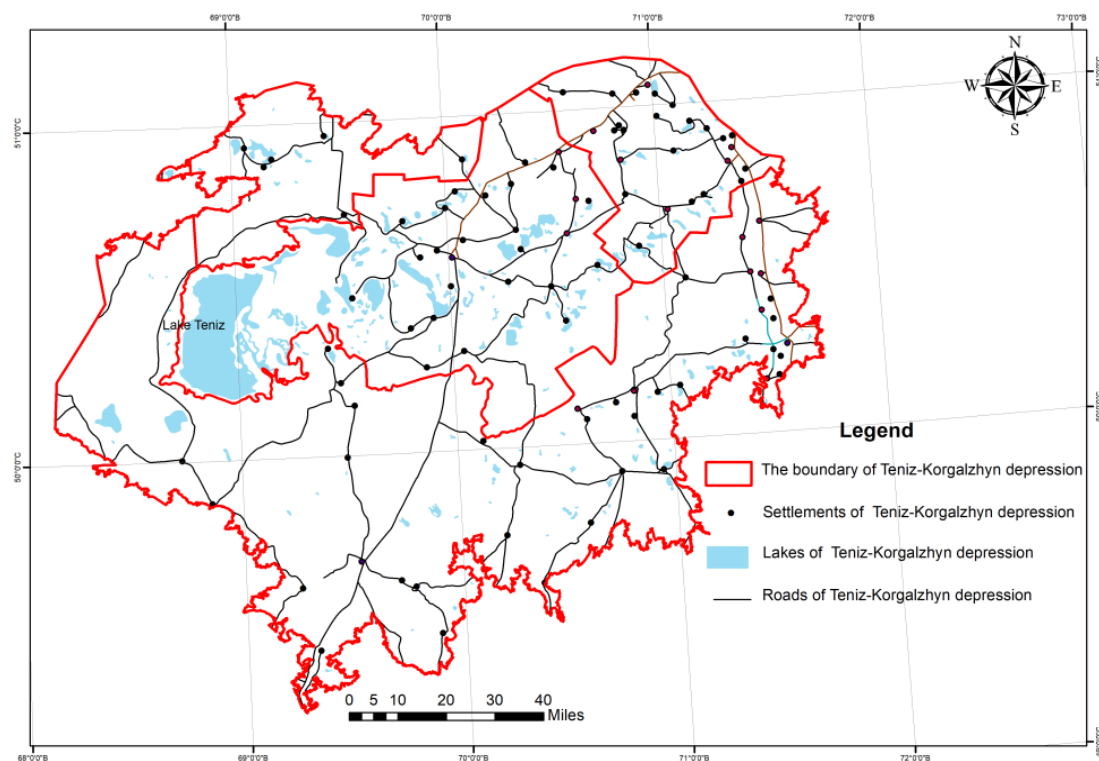 69°0'0"В 70°0'0"В 71°0'0"В 72°0'0"В 73°0'0"В
N
W E
S
51°0'0"С
Lake Teniz
Legend
The boundary of Teniz-Korgalzhyn depression
50°0'0"С
Settlements of Teniz-Korgalzhyn depression
Lakes of Teniz-Korgalzhyn depression
Roads of Teniz-Korgalzhyn depression
0 5 10 20 30 40
Miles
68°0'0"В 69°0'0"В 70°0'0"В 71°0'0"В 72°0'0"В